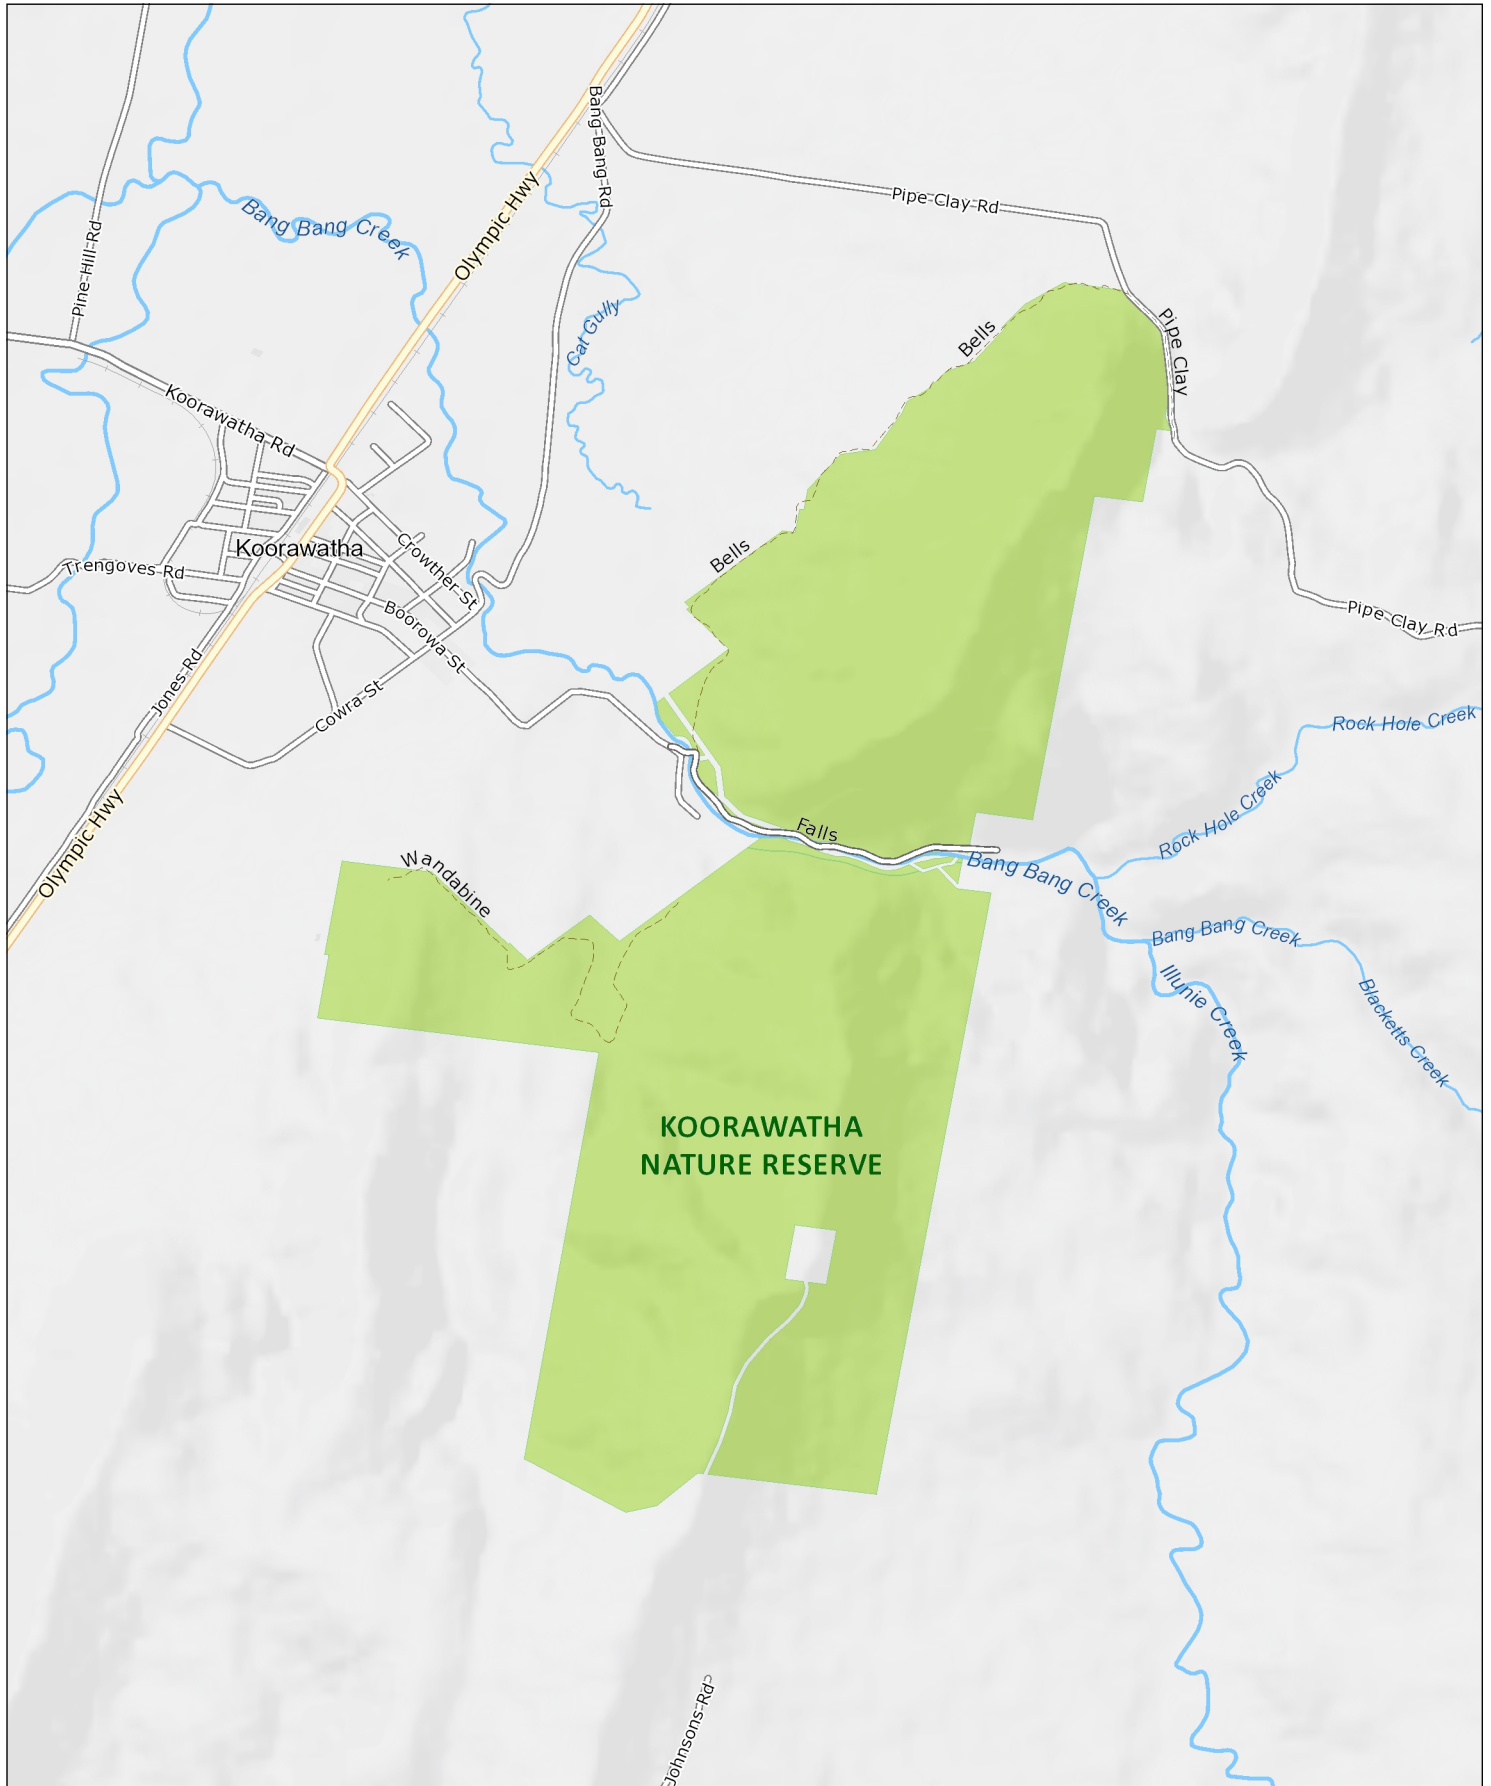 Bang-Bang-Rd
Olympic Hwy
Pipe Clay Rd
Bang Bang Creek
Pine-Hill-Rd
Cat Gully
Bells
Pipe Clay
Koorawatha Rd
Koorawatha
Crowther-St
Bells
Trengoves Rd
Boorowa-St
Pipe Clay Rd
Jones-Rd
Cowra-St
Rock Hole Creek
Rock Hole Creek
Olympic Hwy
Falls
Wandabine
Bang Bang Creek
Bang Bang Creek
Illunie Creek
Blacketts Creek
KOORAWATHA
NATURE RESERVE
Johnsons-Rd